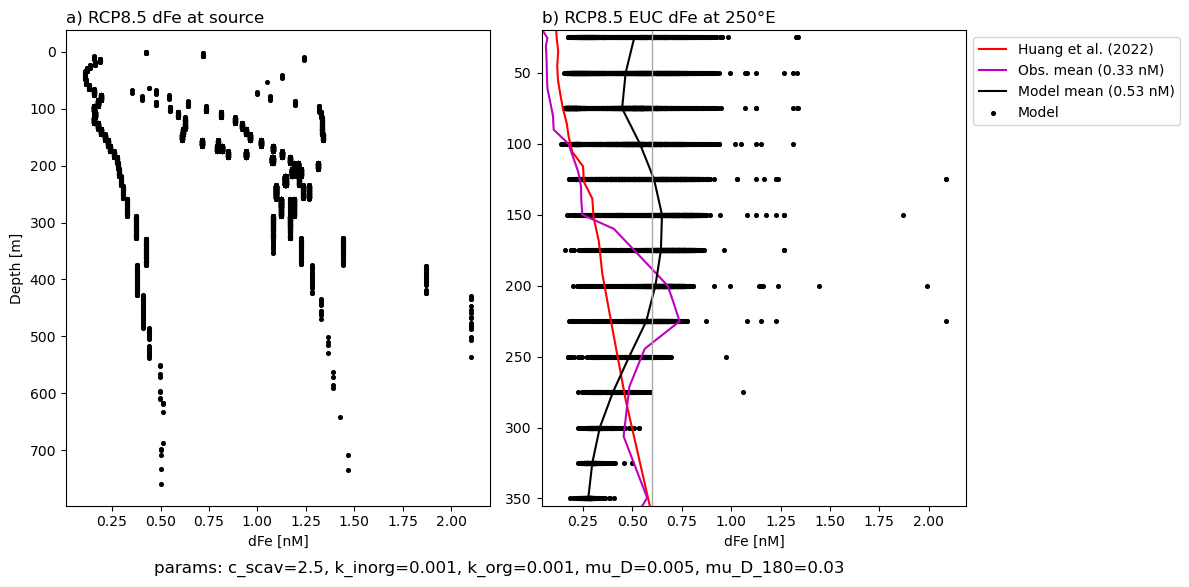 a) RCP8.5 dFe at source
b) RCP8.5 EUC dFe at 250°E
Depth [m]
0
100
200
300
400
500
600
700
0.25 0.50 0.75 1.00 1.25 1.50 1.75 2.00
dFe [nM]
50
100
150
200
250
300
350
0.25 0.50 0.75 1.00 1.25 1.50 1.75 2.00
dFe [nM]
Huang et al. (2022)
Obs. mean (0.33 nM)
Model mean (0.53 nM)
Model
params: c_scav=2.5, k_inorg=0.001, k_org=0.001, mu_D=0.005, mu_D_180=0.03